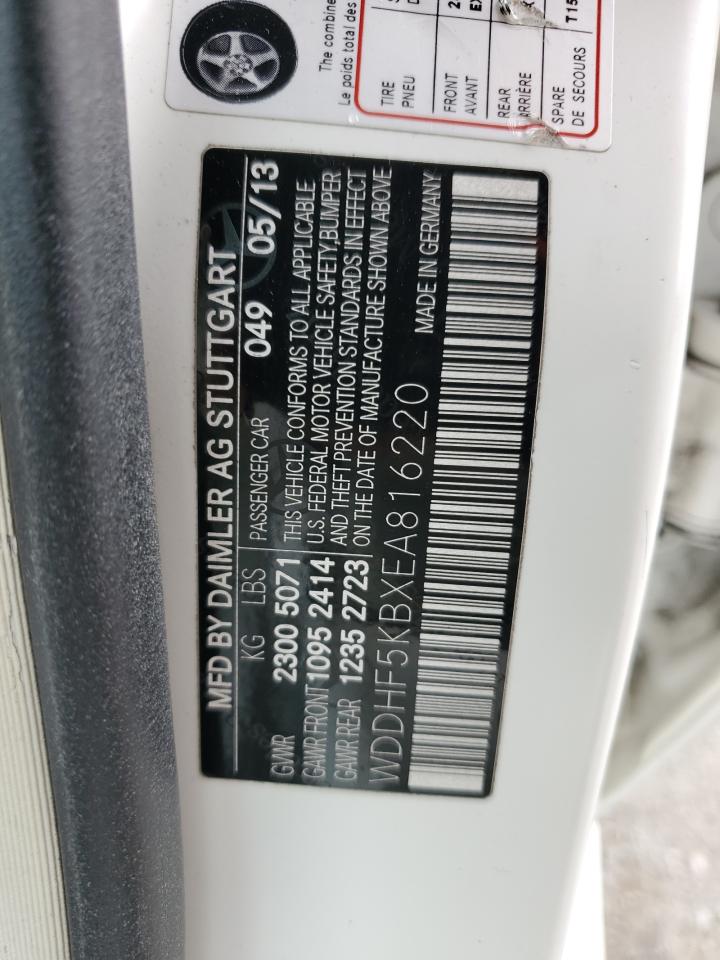 The combine
Le poids total des
TIRE
PNEU
FRONT
AVANT
REAR
ARRIÈRE
SPARE
DE SECOURS
T15
MFD BY DAIMLER AG STUTTGART
KG LBS PASSENGER CAR 049 05/13
GVWR 2300 5071
GAWR FRONT 1095 2414
GAWR REAR 1235 2723
THIS VEHICLE CONFORMS TO ALL APPLICABLE
U.S. FEDERAL MOTOR VEHICLE SAFETY, BUMPER
AND THEFT PREVENTION STANDARDS IN EFFECT
ON THE DATE OF MANUFACTURE SHOWN ABOVE
WDDHF5KBXEA816220 MADE IN GERMANY